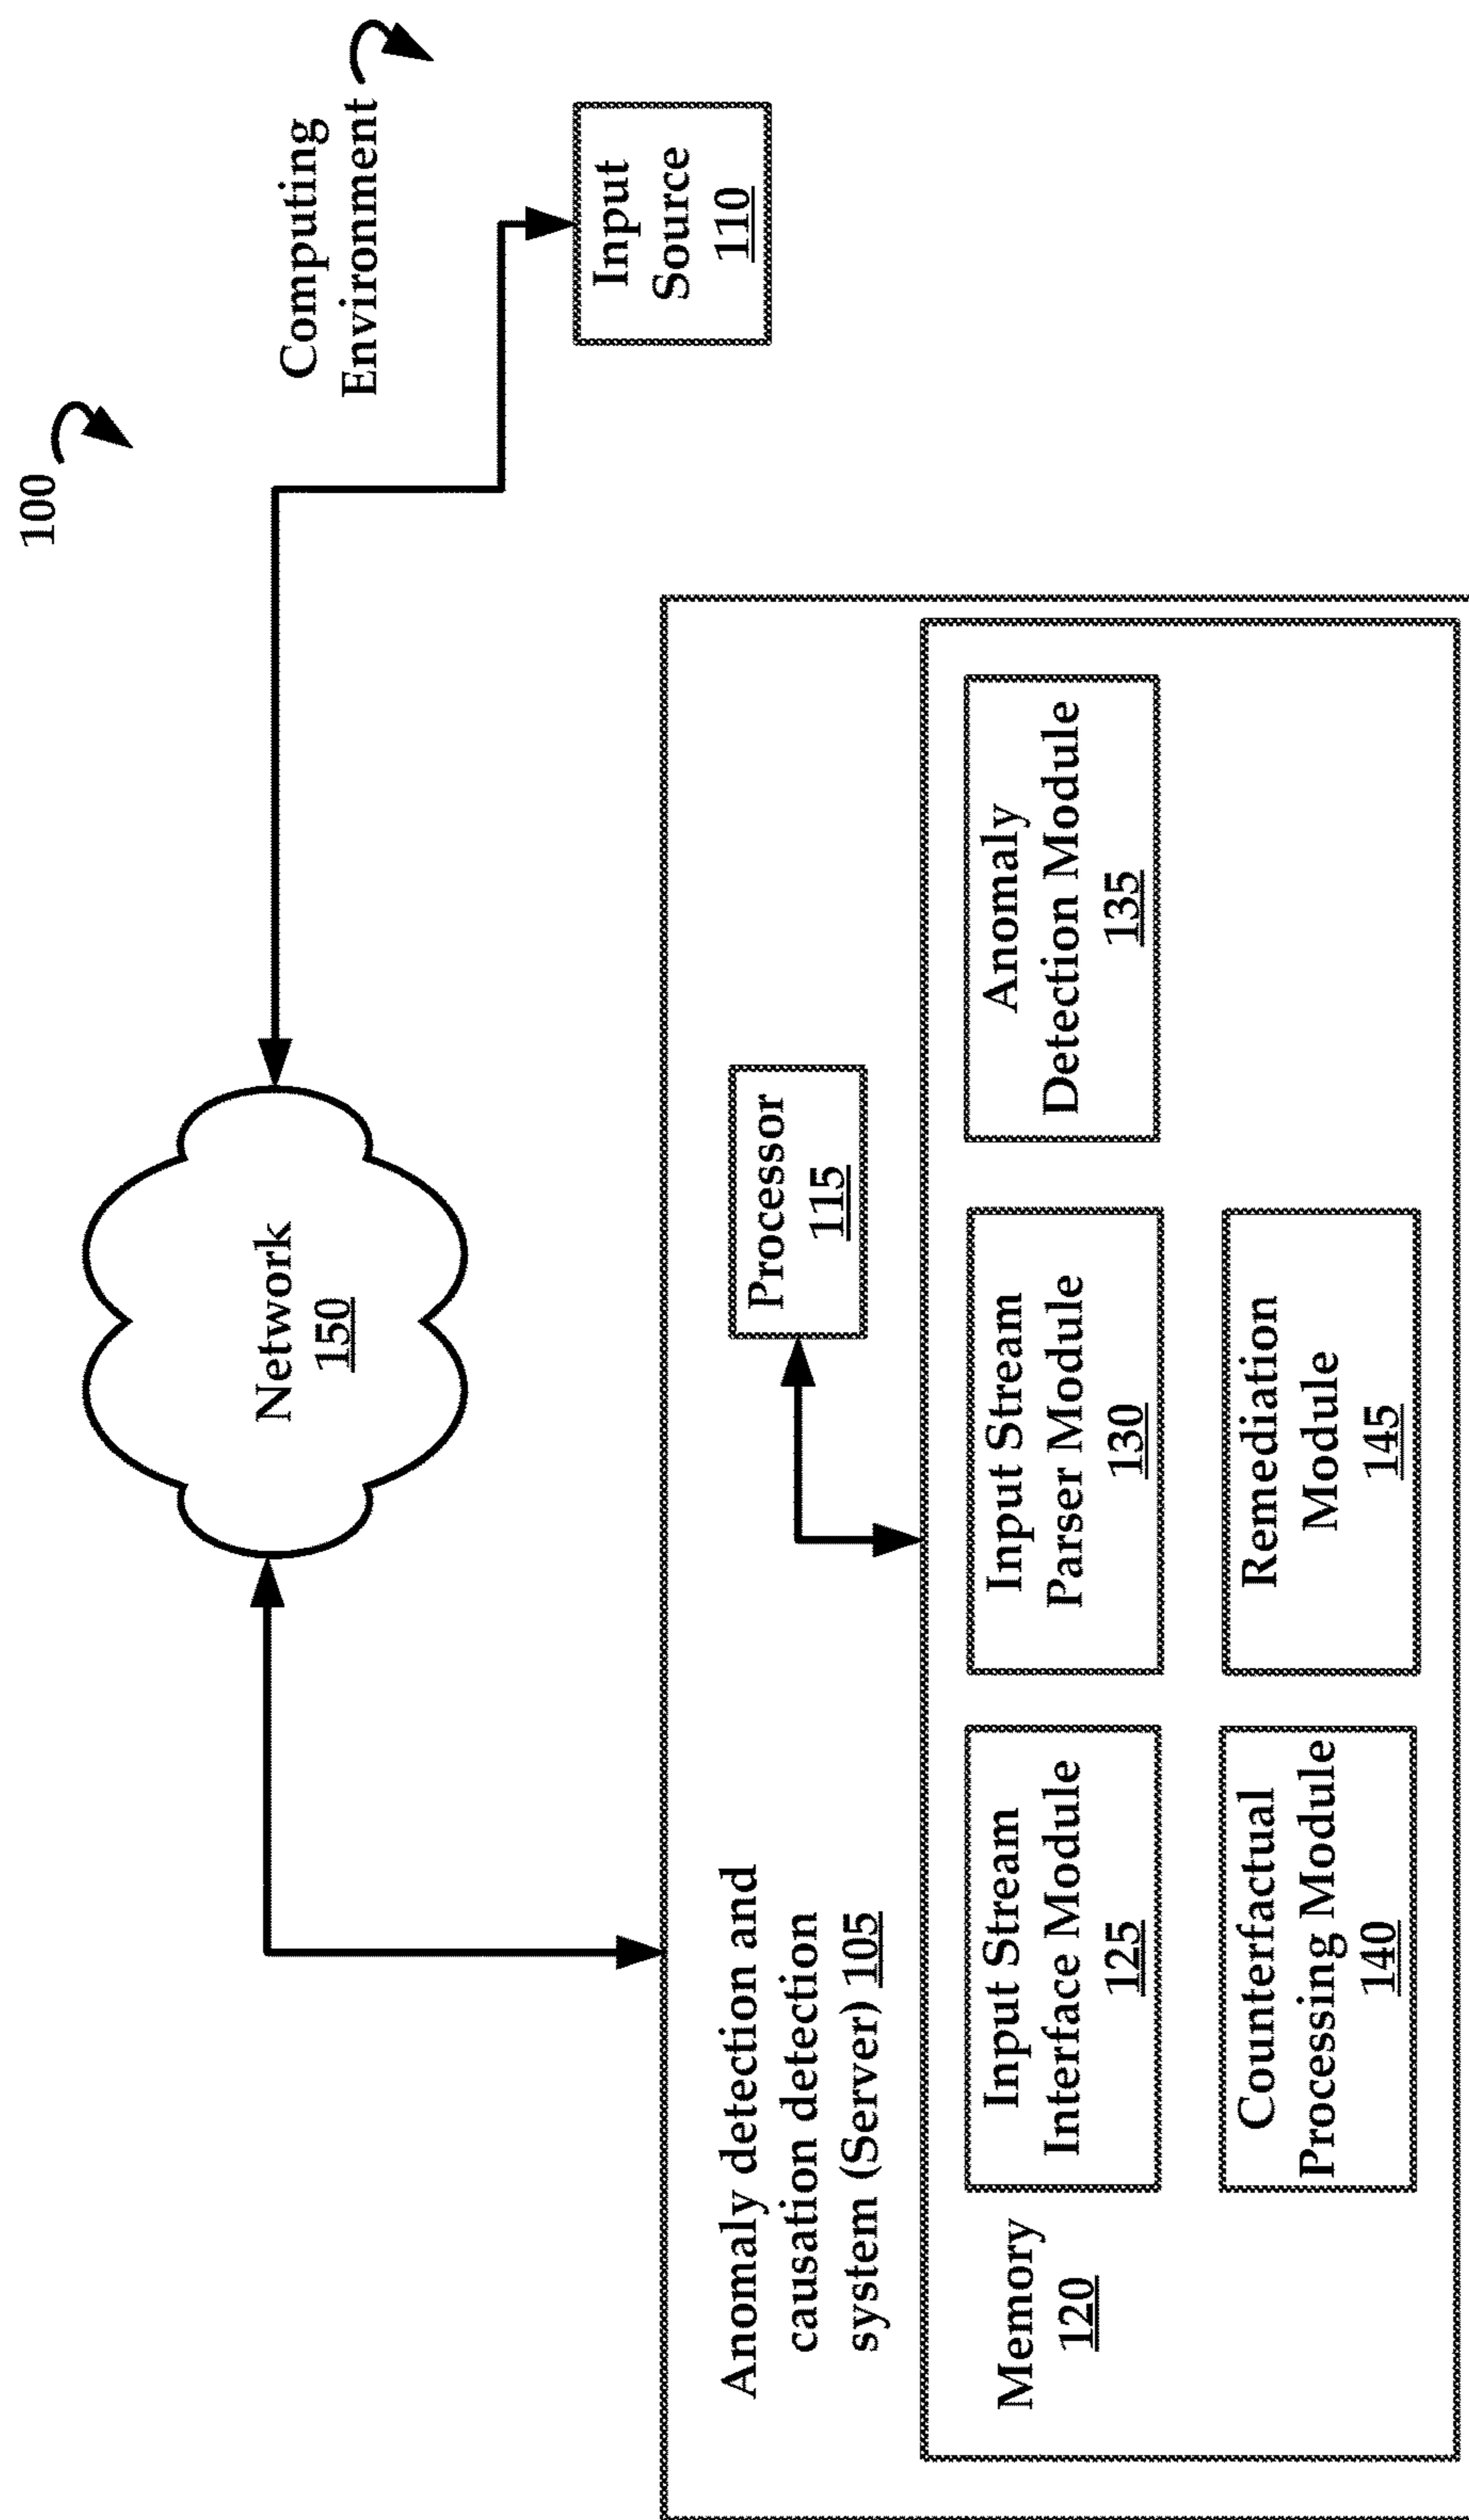 100
Computing
Environment
Network
150
Input
Source
110
Anomaly detection and
causation detection
system (Server) 105
Processor
115
Memory
120
Input Stream
Interface Module
125
Input Stream
Parser Module
130
Anomaly
Detection Module
135
Counterfactual
Processing Module
140
Remediation
Module
145